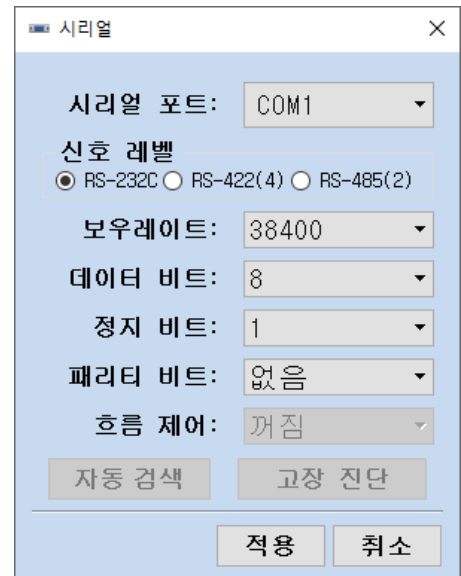 시리얼
시리얼 포트: COM1
신호 레벨
RS-232C RS-422(4) RS-485(2)
보우레이트: 38400
데이터 비트: 8
정지 비트: 1
패리티 비트: 없음
흐름 제어: 꺼짐
자동 검색 고장 진단
적용 취소